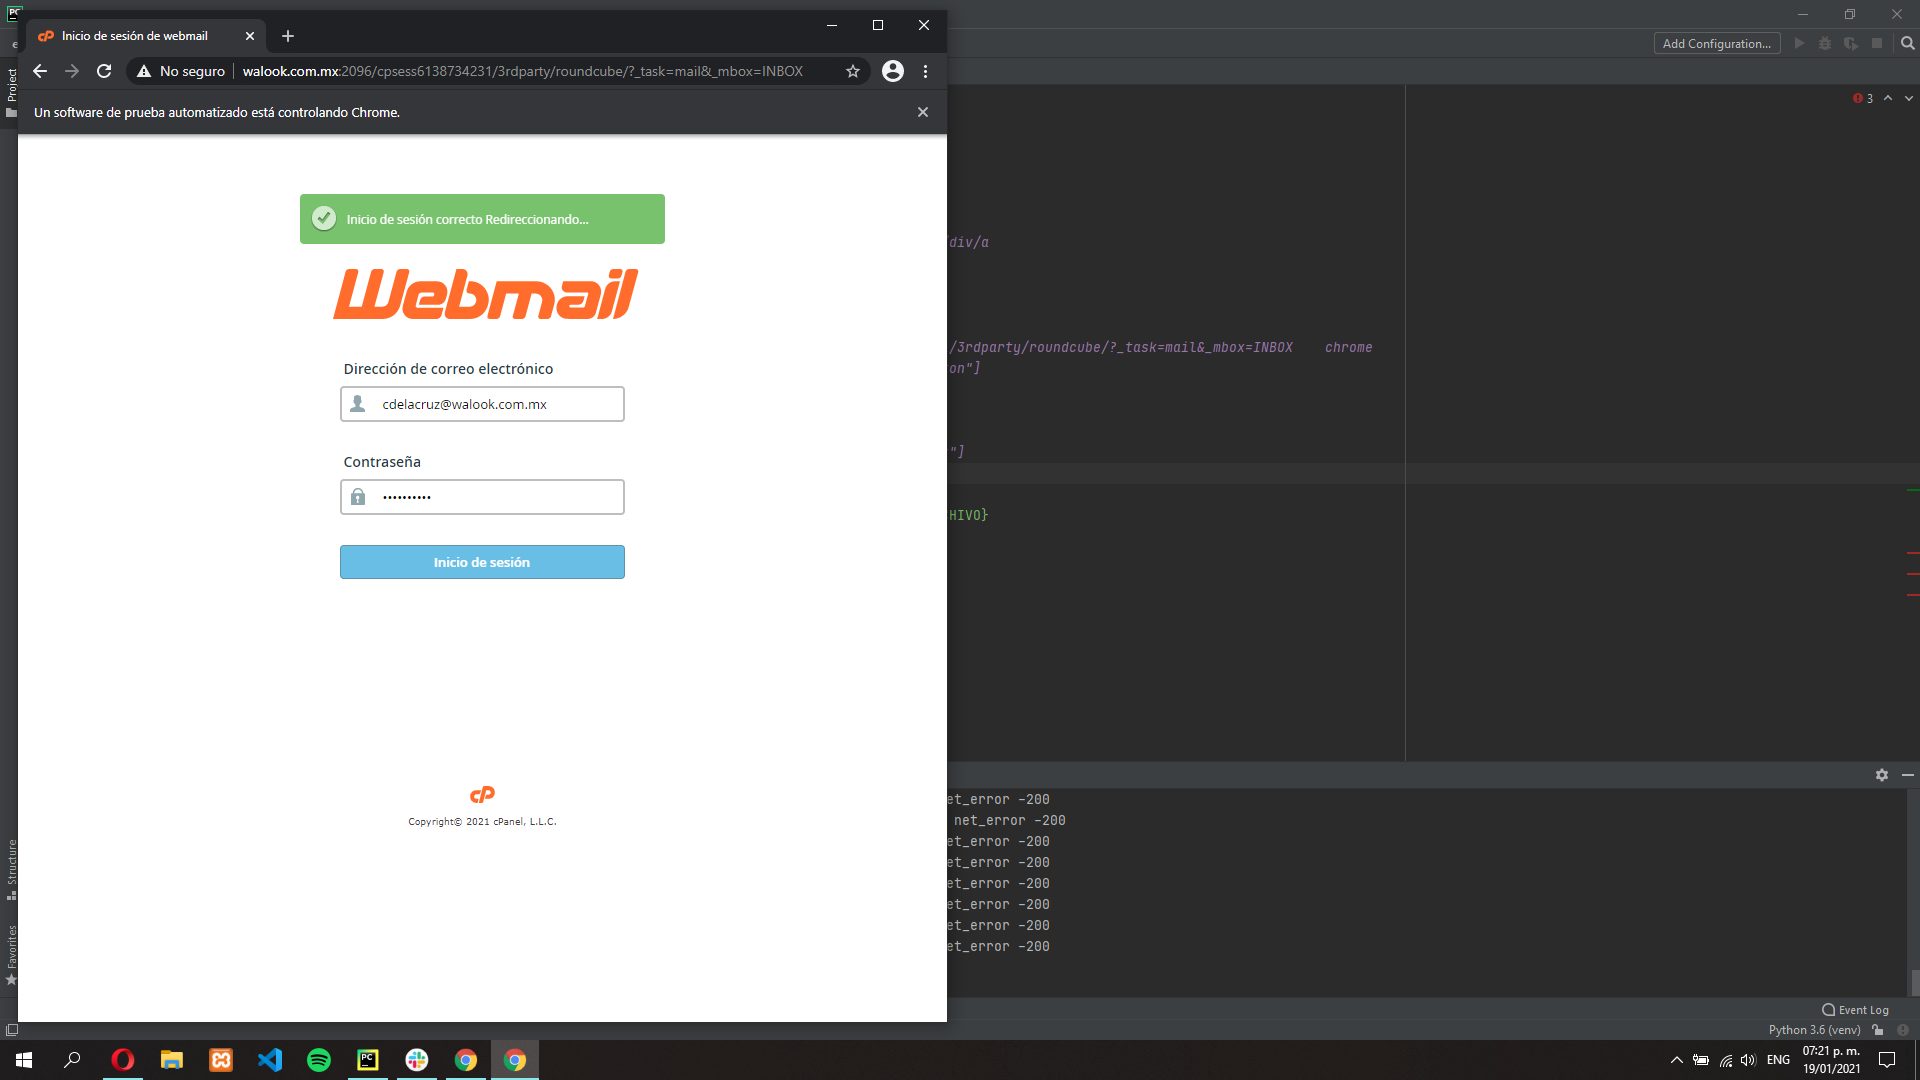 PC
Inicio de sesión de webmail
No seguro
walook.com.mx:2096/cpsess6138734231/3rdparty/roundcube/?_task=mail&_mbox=INBOX
Un software de prueba automatizado está controlando Chrome.
Inicio de sesión correcto Redireccionando...
Webmail
Dirección de correo electrónico
cdelacruz@walook.com.mx
Contraseña
••••••••••
Inicio de sesión
cP
Copyright© 2021 cPanel, L.L.C.
Add Configuration...
3
Project
div/a
/3rdparty/roundcube/?_task=mail&_mbox=INBOX    chrome
on"]
"]
HIVO}
et_error -200
net_error -200
et_error -200
et_error -200
et_error -200
et_error -200
et_error -200
et_error -200
Structure
Favorites
Event Log
Python 3.6 (venv)
PC
ENG
07:21 p. m.
19/01/2021